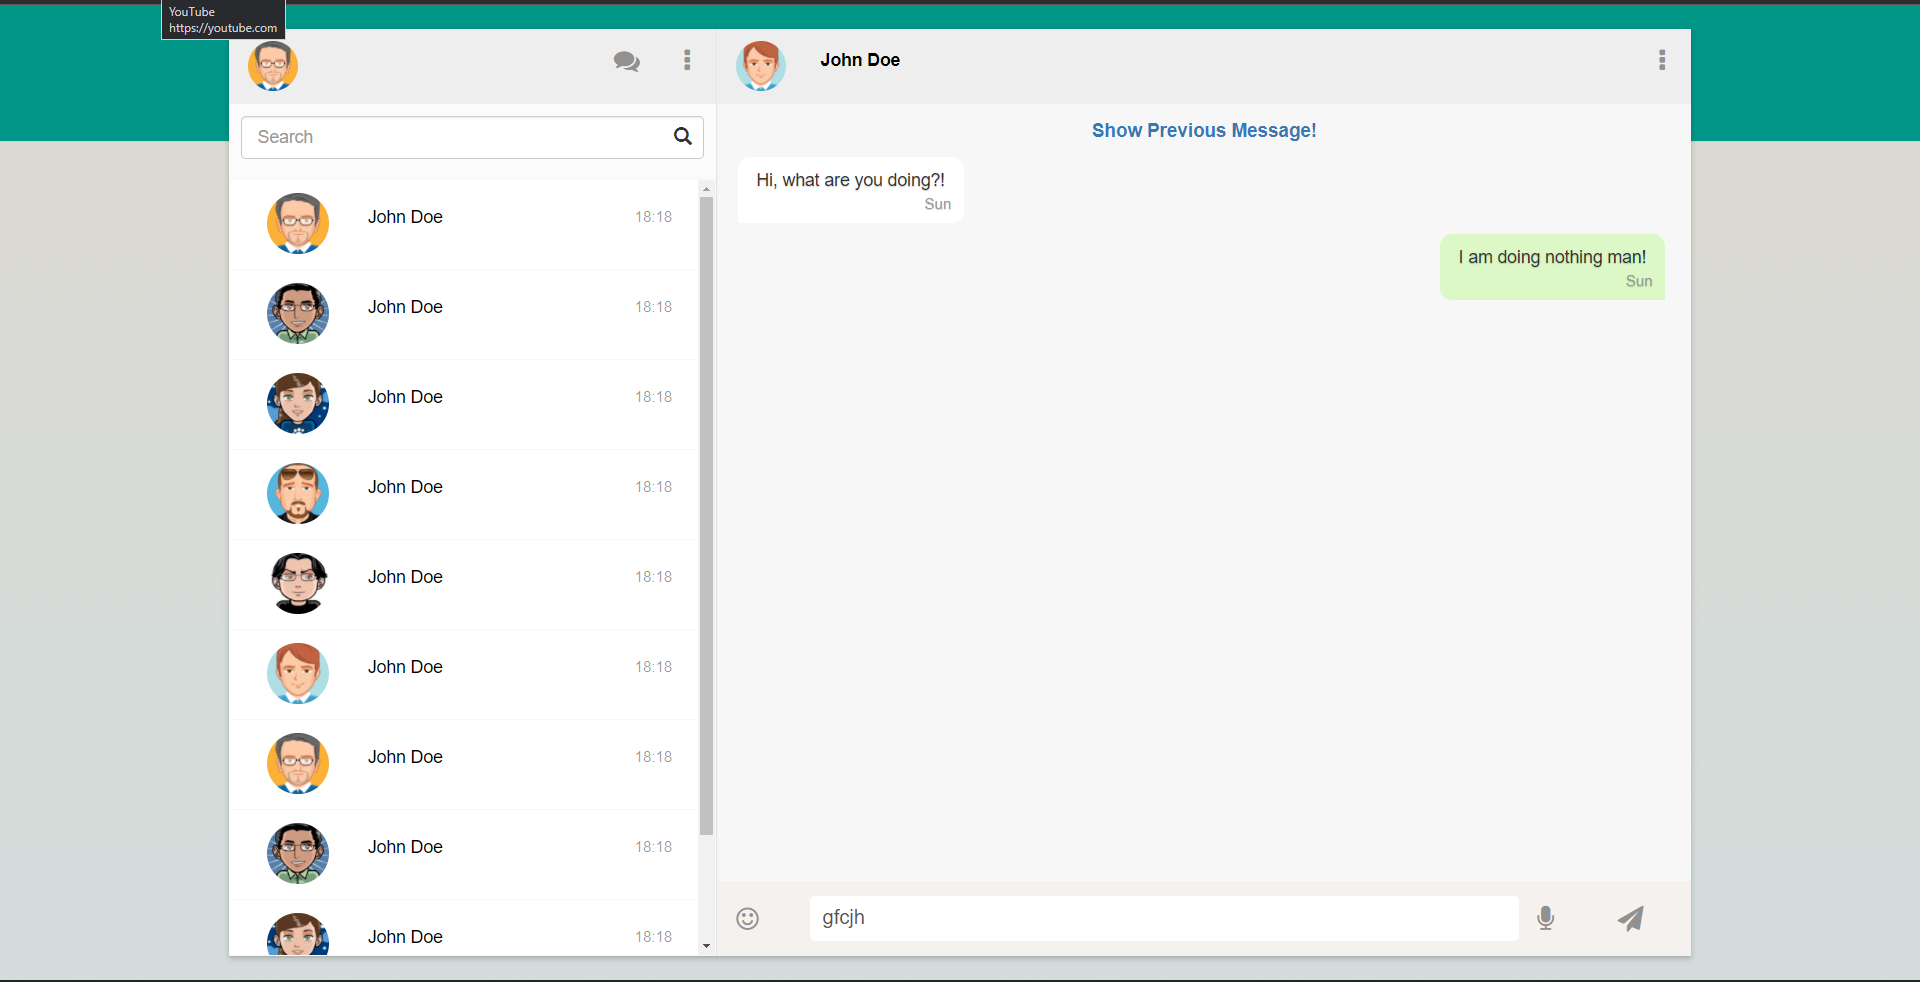 YouTube
https://youtube.com
John Doe
Search
Show Previous Message!
John Doe 18:18
John Doe 18:18
John Doe 18:18
John Doe 18:18
John Doe 18:18
John Doe 18:18
John Doe 18:18
John Doe 18:18
John Doe 18:18
Hi, what are you doing?!
Sun
I am doing nothing man!
Sun
gfcjh